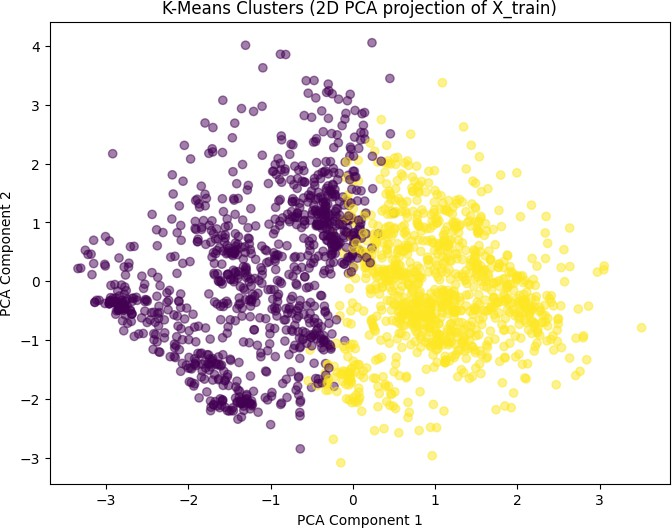 K-Means Clusters (2D PCA projection of X_train)
4
3
2
1
0
−1
−2
−3
PCA Component 2
−3 −2 −1 0 1 2 3
PCA Component 1